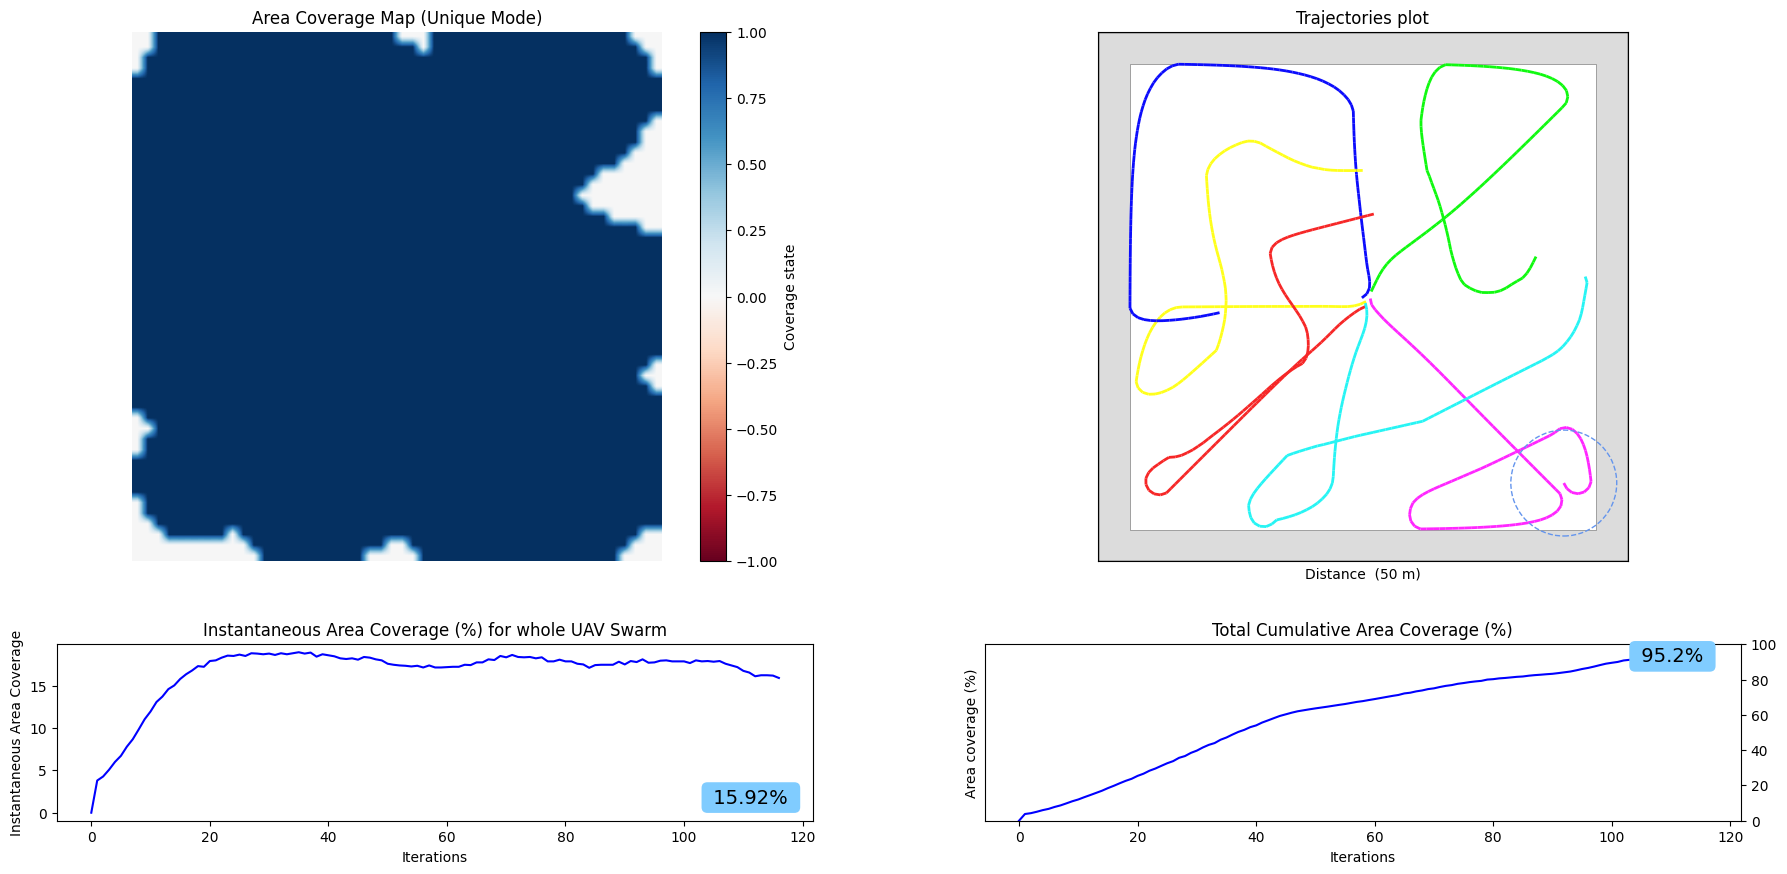 Area Coverage Map (Unique Mode)
1.00
0.75
0.50
0.25
0.00
−0.25
−0.50
−0.75
−1.00
Coverage state
Trajectories plot
Distance  (50 m)
Instantaneous Area Coverage (%) for whole UAV Swarm
Instantaneous Area Coverage
15
10
5
0
15.92%
0 20 40 60 80 100 120
Iterations
Total Cumulative Area Coverage (%)
Area coverage (%)
95.2%
100
80
60
40
20
0
0 20 40 60 80 100 120
Iterations